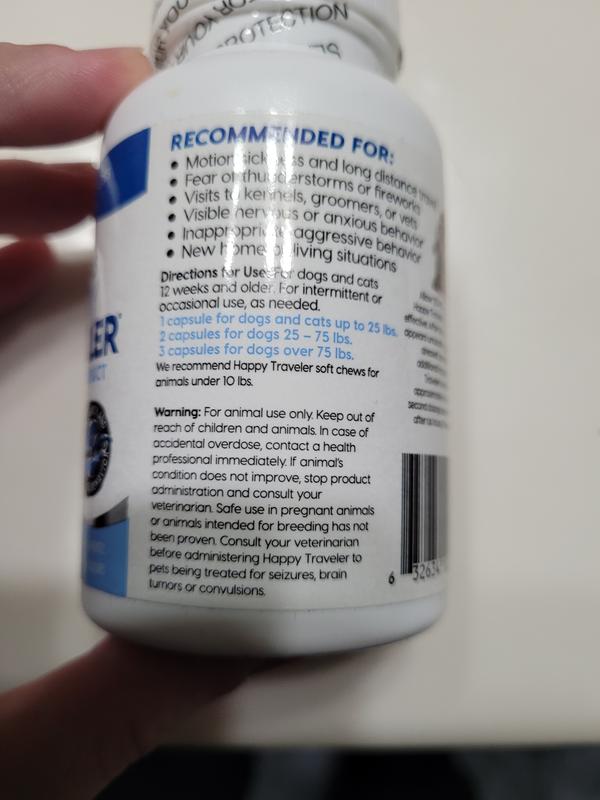 PROTECTION
RECOMMENDED FOR:
• Motion sickness and long distance travel
• Fear of thunderstorms or fireworks
• Visits to kennels, groomers, or vets
• Visible nervous or anxious behavior
• Inappropriate aggressive behavior
• New home or living situations
Directions for Use: For dogs and cats
12 weeks and older. For intermittent or
occasional use, as needed.
1 capsule for dogs and cats up to 25 lbs.
2 capsules for dogs 25 – 75 lbs.
3 capsules for dogs over 75 lbs.
We recommend Happy Traveler soft chews for
animals under 10 lbs.
Warning: For animal use only. Keep out of
reach of children and animals. In case of
accidental overdose, contact a health
professional immediately. If animal's
condition does not improve, stop product
administration and consult your
veterinarian. Safe use in pregnant animals
or animals intended for breeding has not
been proven. Consult your veterinarian
before administering Happy Traveler to
pets being treated for seizures, brain
tumors or convulsions.
LER
6 32634